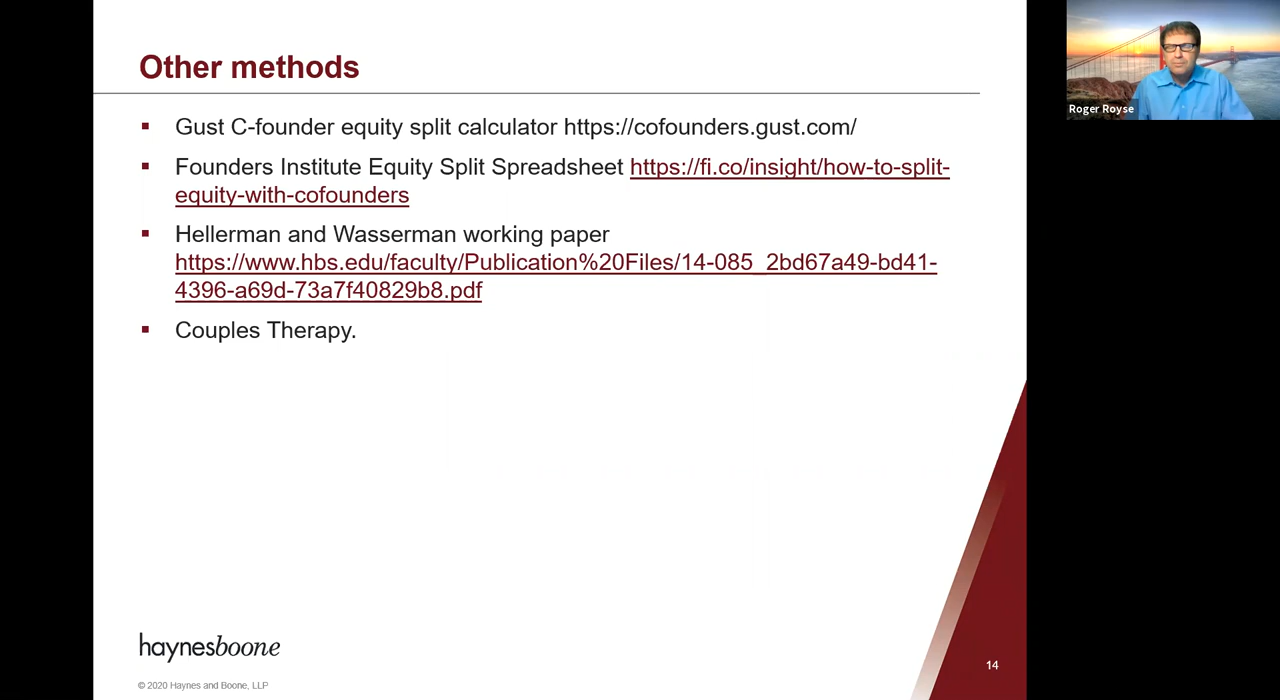 Other methods
Gust C-founder equity split calculator https://cofounders.gust.com/
Founders Institute Equity Split Spreadsheet https://fi.co/insight/how-to-split-
equity-with-cofounders
Hellerman and Wasserman working paper
https://www.hbs.edu/faculty/Publication%20Files/14-085_2bd67a49-bd41-
4396-a69d-73a7f40829b8.pdf
Couples Therapy.
haynesboone
© 2020 Haynes and Boone, LLP
14
Roger Royse